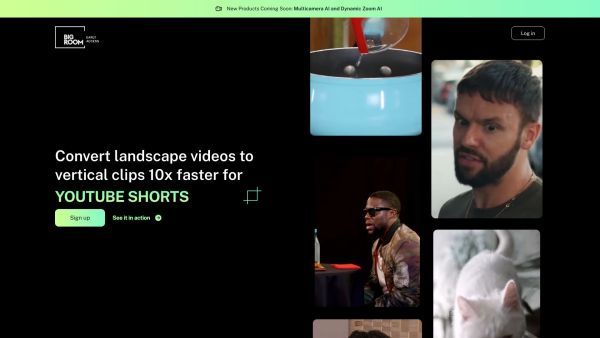 New Products Coming Soon: Multicamera AI and Dynamic Zoom AI
BIG
ROOM
EARLY
ACCESS
Log in
Convert landscape videos to
vertical clips 10x faster for
YOUTUBE SHORTS
Sign up
See it in action